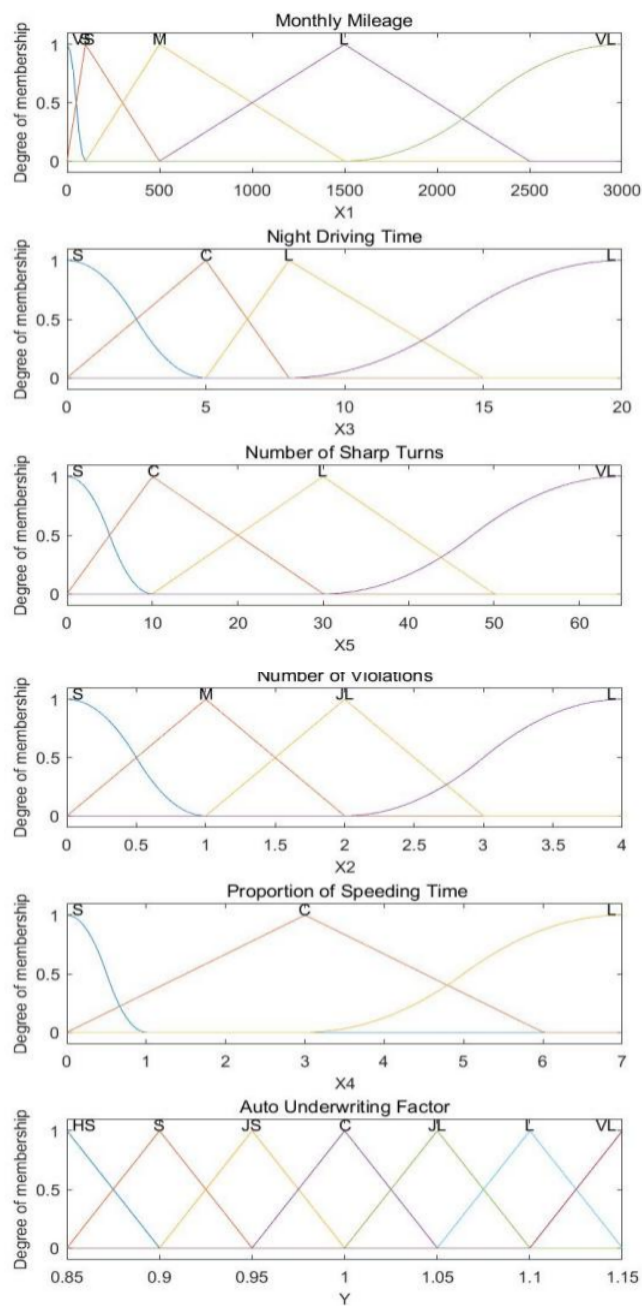 Monthly Mileage
VS S M L VL
1
0.5
0
Degree of membership
0 500 1000 1500 2000 2500 3000
X1
Night Driving Time
S C L L
1
0.5
0
Degree of membership
0 5 10 15 20
X3
Number of Sharp Turns
S C L VL
1
0.5
0
Degree of membership
0 10 20 30 40 50 60
X5
Number of Violations
S M JL L
1
0.5
0
Degree of membership
0 0.5 1 1.5 2 2.5 3 3.5 4
X2
Proportion of Speeding Time
S C L
1
0.5
0
Degree of membership
0 1 2 3 4 5 6 7
X4
Auto Underwriting Factor
HS S JS C JL L VL
1
0.5
0
Degree of membership
0.85 0.9 0.95 1 1.05 1.1 1.15
Y